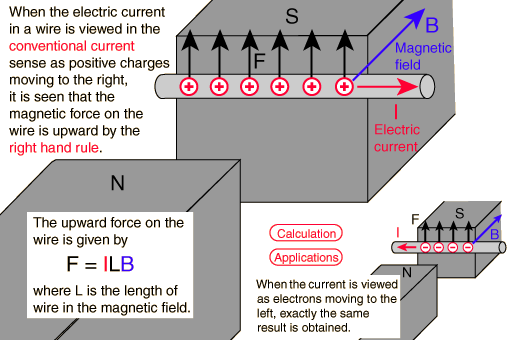 When the electric current
in a wire is viewed in the
conventional current
sense as positive charges
moving to the right,
it is seen that the
magnetic force on the
wire is upward by the
right hand rule.
S
B
Magnetic
field
F
+ + + + + +
I
Electric
current
N
The upward force on the
wire is given by
F = ILB
where L is the length of
wire in the magnetic field.
Calculation
Applications
When the current is viewed
as electrons moving to the
left, exactly the same
result is obtained.
F
S
I
B
- - - -
N